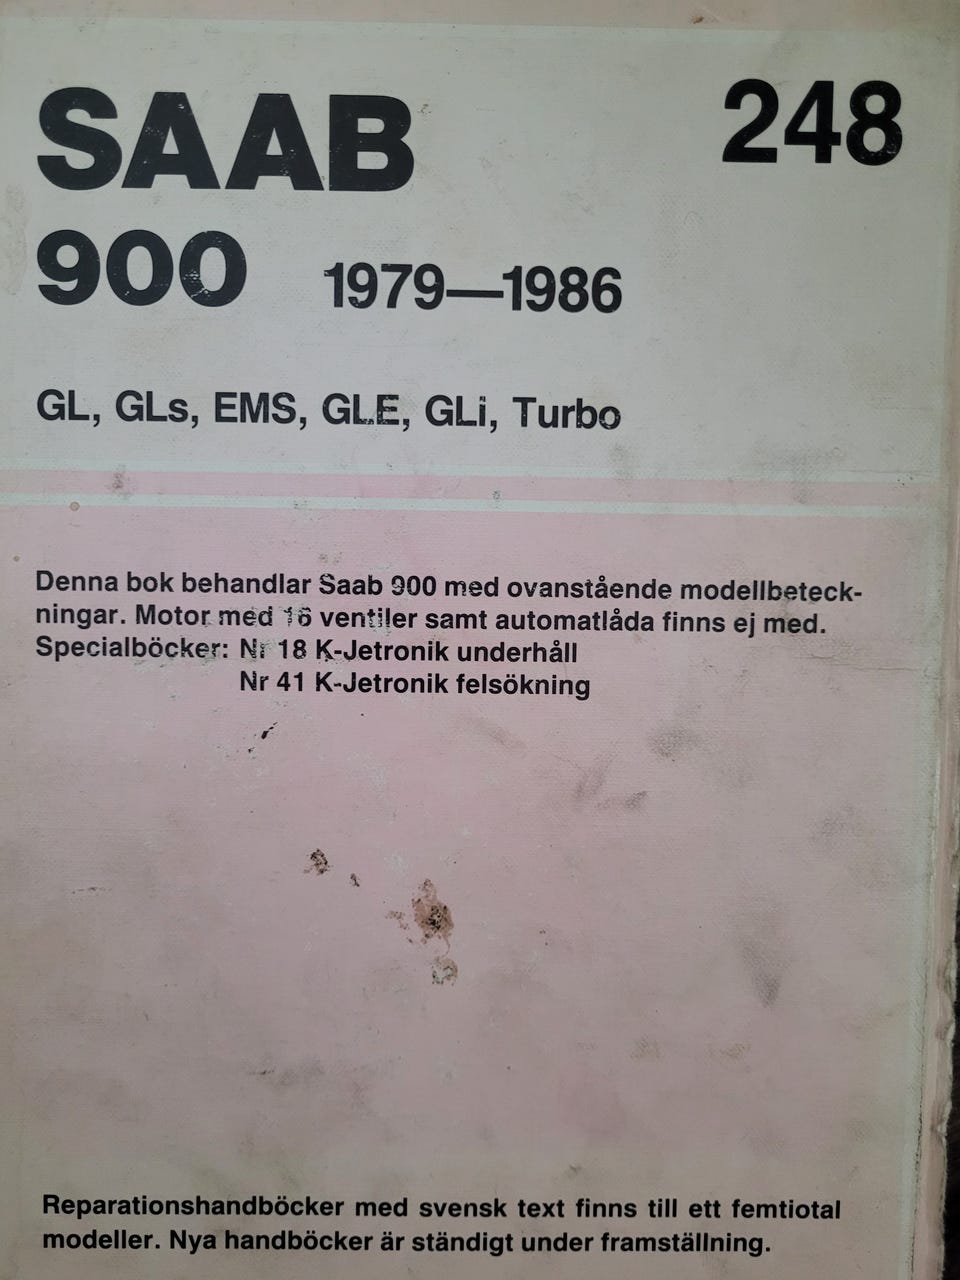 SAAB 248
900 1979—1986
GL, GLs, EMS, GLE, GLi, Turbo
Denna bok behandlar Saab 900 med ovanstående modellbeteck-
ningar. Motor med 16 ventiler samt automatlåda finns ej med.
Specialböcker: Nr 18 K-Jetronik underhåll
Nr 41 K-Jetronik felsökning
Reparationshandböcker med svensk text finns till ett femtiotal
modeller. Nya handböcker är ständigt under framställning.